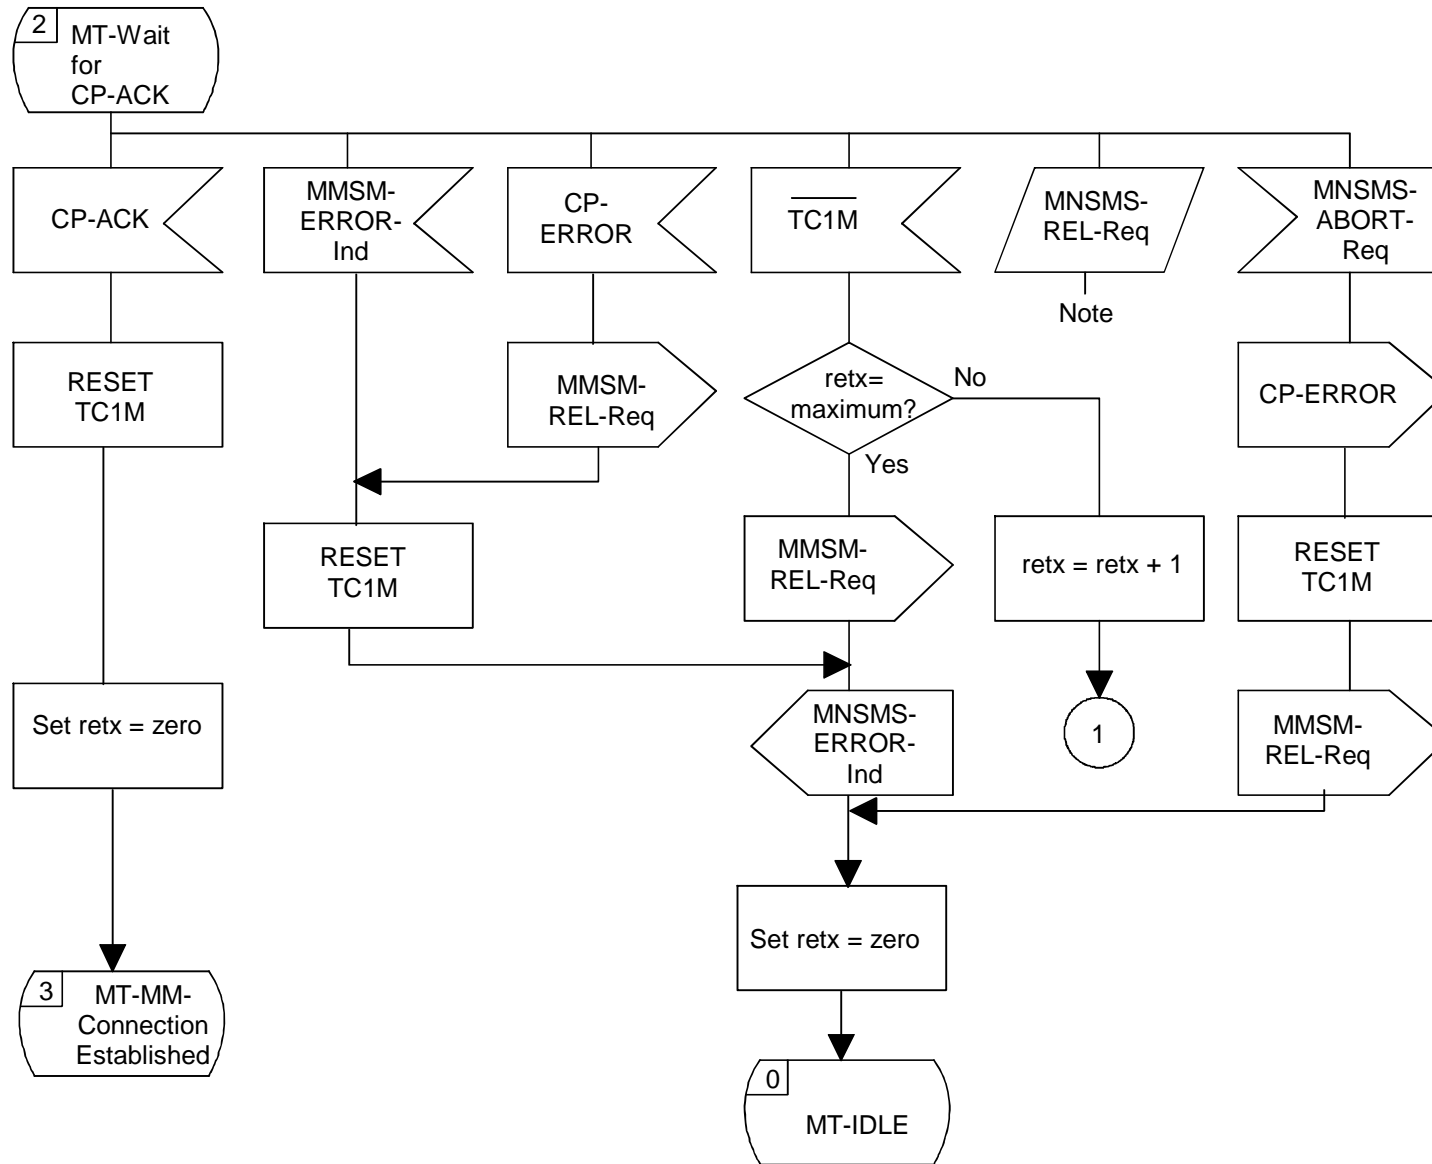 2
MT-Wait
for
CP-ACK
CP-ACK
MMSM-
ERROR-
Ind
CP-
ERROR
TC1M
MNSMS-
REL-Req
Note
MNSMS-
ABORT-
Req
RESET
TC1M
MMSM-
REL-Req
retx=
maximum?
No
Yes
CP-ERROR
RESET
TC1M
MMSM-
REL-Req
retx = retx + 1
RESET
TC1M
Set retx = zero
MNSMS-
ERROR-
Ind
1
MMSM-
REL-Req
Set retx = zero
3
MT-MM-
Connection
Established
0
MT-IDLE